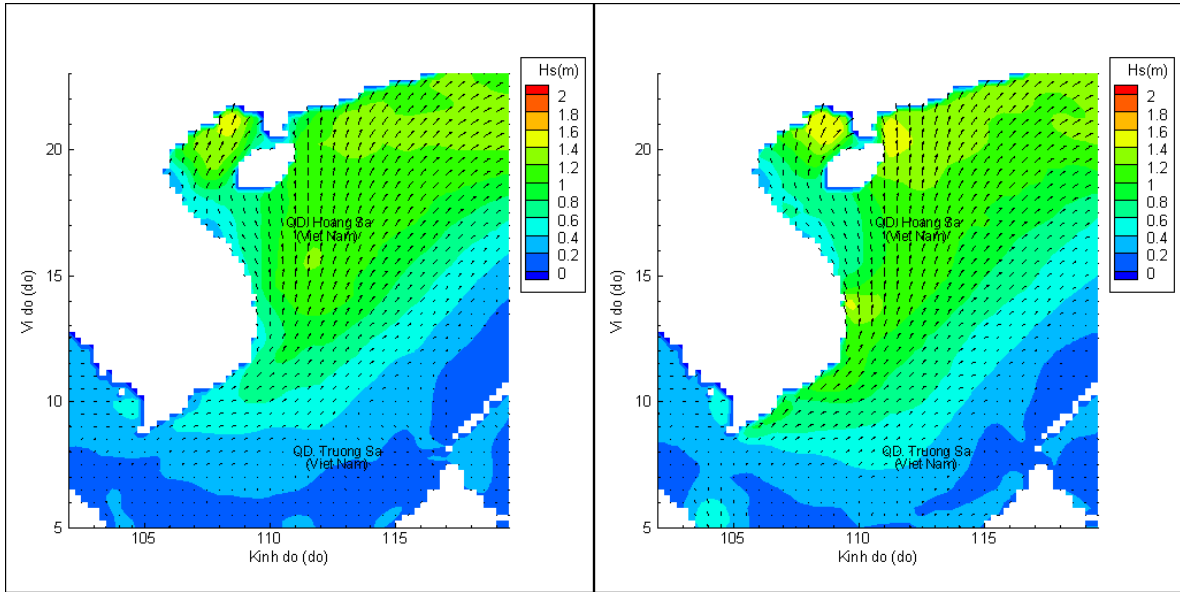 Hs(m)
2
1.8
1.6
1.4
1.2
1
0.8
0.6
0.4
0.2
0
20
15
10
5
Vi do (do)
QD. Hoang Sa
(Viet Nam)
QD. Truong Sa
(Viet Nam)
105
110
115
Kinh do (do)
Hs(m)
2
1.8
1.6
1.4
1.2
1
0.8
0.6
0.4
0.2
0
20
15
10
5
Vi do (do)
QD. Hoang Sa
(Viet Nam)
QD. Truong Sa
(Viet Nam)
105
110
115
Kinh do (do)